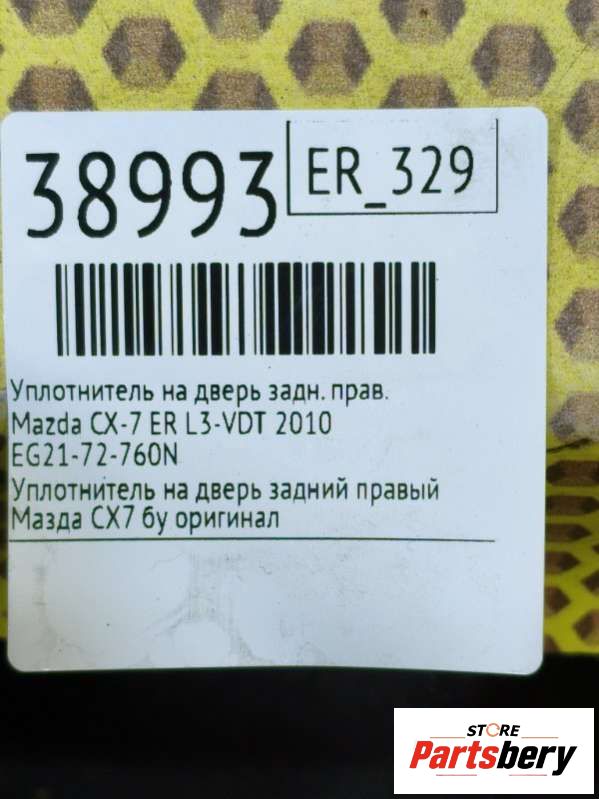 38993
ER_329
Уплотнитель на дверь задн. прав.
Mazda CX-7 ER L3-VDT 2010
EG21-72-760N
Уплотнитель на дверь задний правый
Мазда СХ7 бу оригинал
STORE
Partsbery